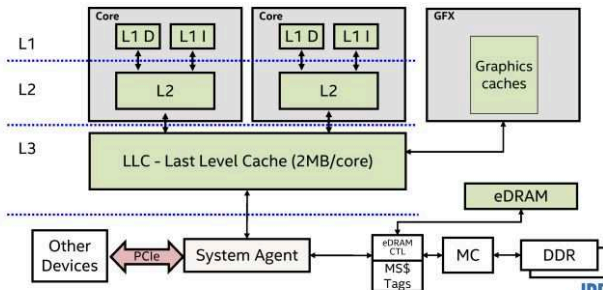 Core
Core
GFX
L1
L1 D
L1 I
L1 D
L1 I
Graphics
caches
L2
L2
L2
L3
LLC - Last Level Cache (2MB/core)
eDRAM
Other
Devices
PCIe
System Agent
eDRAM
CTL
MS$
Tags
MC
DDR